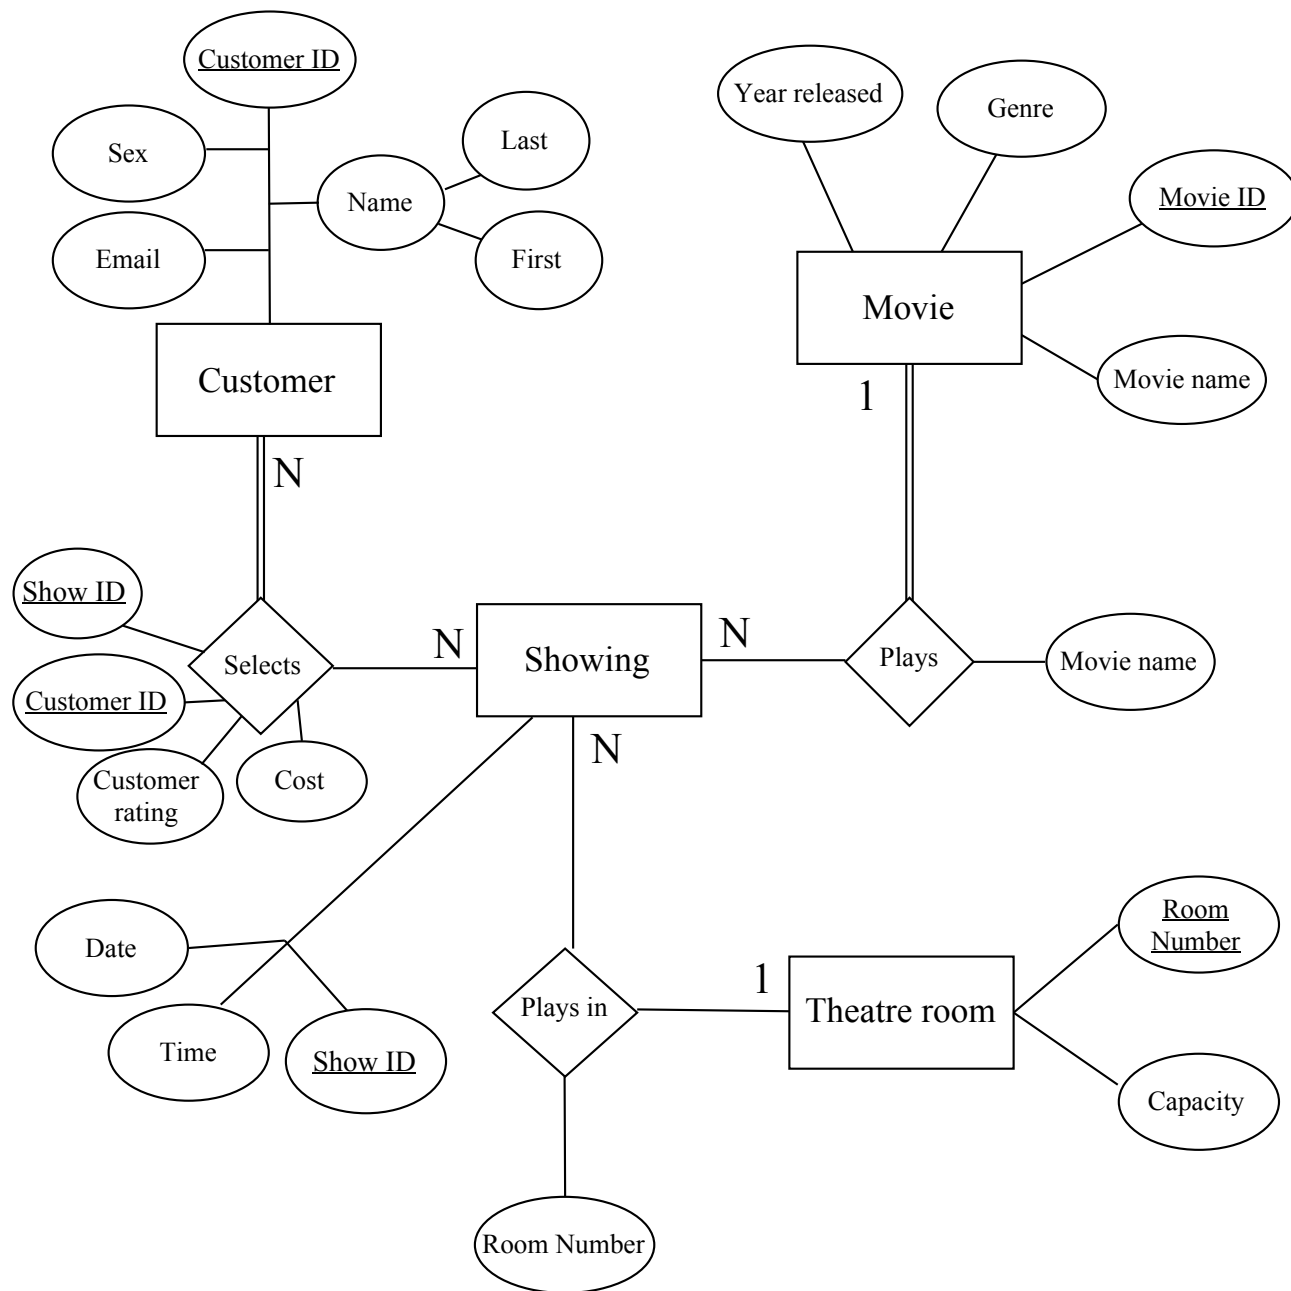 Customer ID
Year released
Genre
Last
Sex
Name
Movie ID
Email
First
Movie
Customer
Movie name
1
N
Show ID
N
Showing
N
Plays
Movie name
Selects
Customer ID
N
Customer
rating
Cost
Room
Number
Date
1
Plays in
Theatre room
Time
Show ID
Capacity
Room Number